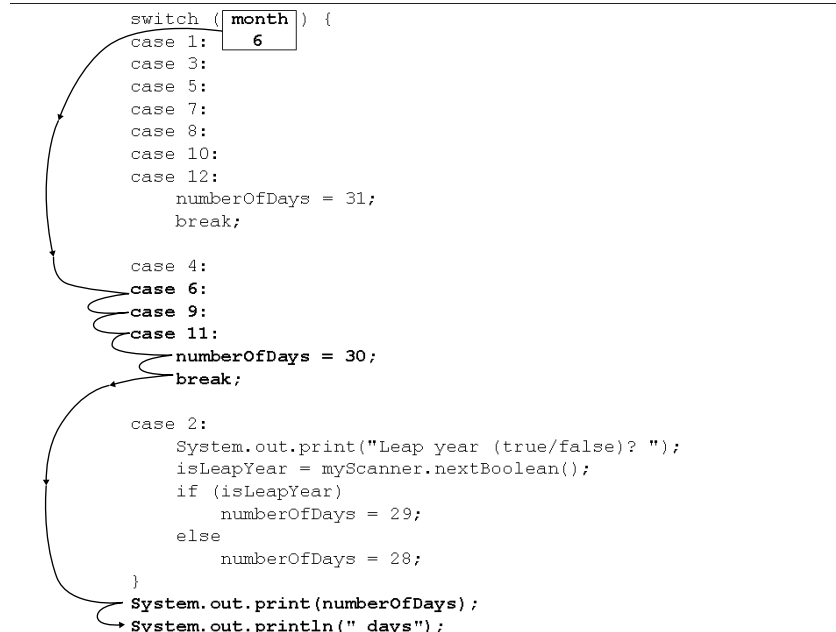 switch ( month ) {
case 1: 6
case 3:
case 5:
case 7:
case 8:
case 10:
case 12:
    numberOfDays = 31;
    break;

case 4:
case 6:
case 9:
case 11:
    numberOfDays = 30;
    break;

case 2:
    System.out.print("Leap year (true/false)? ");
    isLeapYear = myScanner.nextBoolean();
    if (isLeapYear)
        numberOfDays = 29;
    else
        numberOfDays = 28;
}
System.out.print(numberOfDays);
System.out.println(" days");